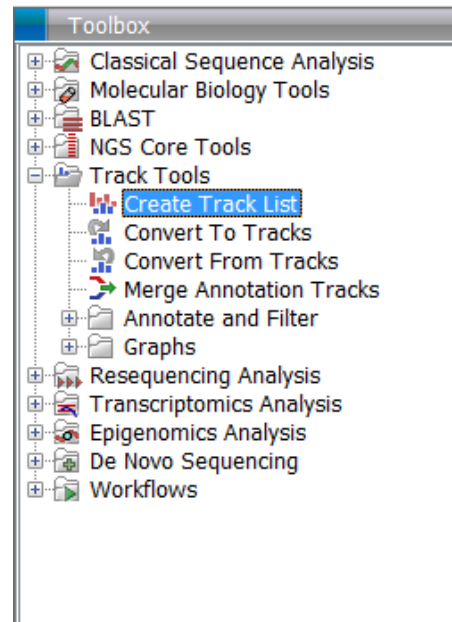 Toolbox
Classical Sequence Analysis
Molecular Biology Tools
BLAST
NGS Core Tools
Track Tools
Create Track List
Convert To Tracks
Convert From Tracks
Merge Annotation Tracks
Annotate and Filter
Graphs
Resequencing Analysis
Transcriptomics Analysis
Epigenomics Analysis
De Novo Sequencing
Workflows